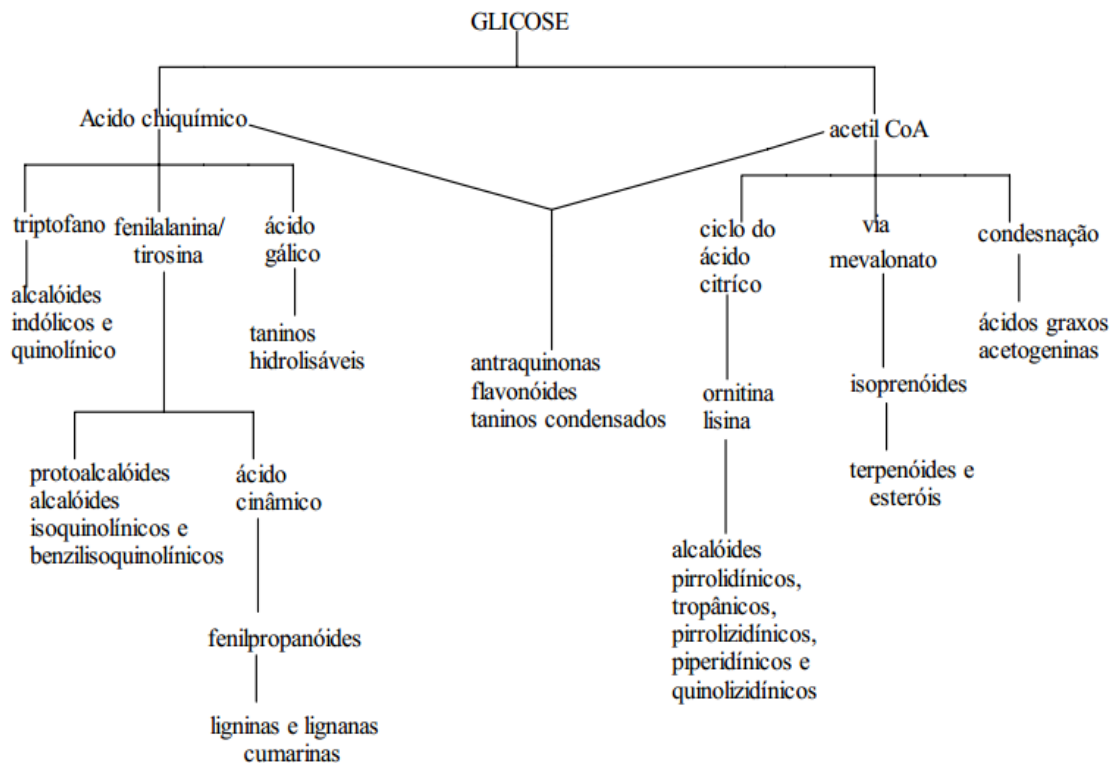 GLICOSE
Acido chiquímico
acetil CoA
triptofano
fenilalanina/
tirosina
ácido
gálico
ciclo do
ácido
citríco
via
mevalonato
condesnação
alcalóides
indólicos e
quinolínico
taninos
hidrolisáveis
antraquinonas
flavonóides
taninos condensados
ornitina
lisina
isoprenóides
ácidos graxos
acetogeninas
protoalcalóides
alcalóides
isoquinolínicos e
benzilisoquinolínicos
ácido
cinâmico
terpenóides e
esteróis
alcalóides
pirrolidínicos,
tropânicos,
pirrolizidínicos,
piperidínicos e
quinolizidínicos
fenilpropanóides
ligninas e lignanas
cumarinas